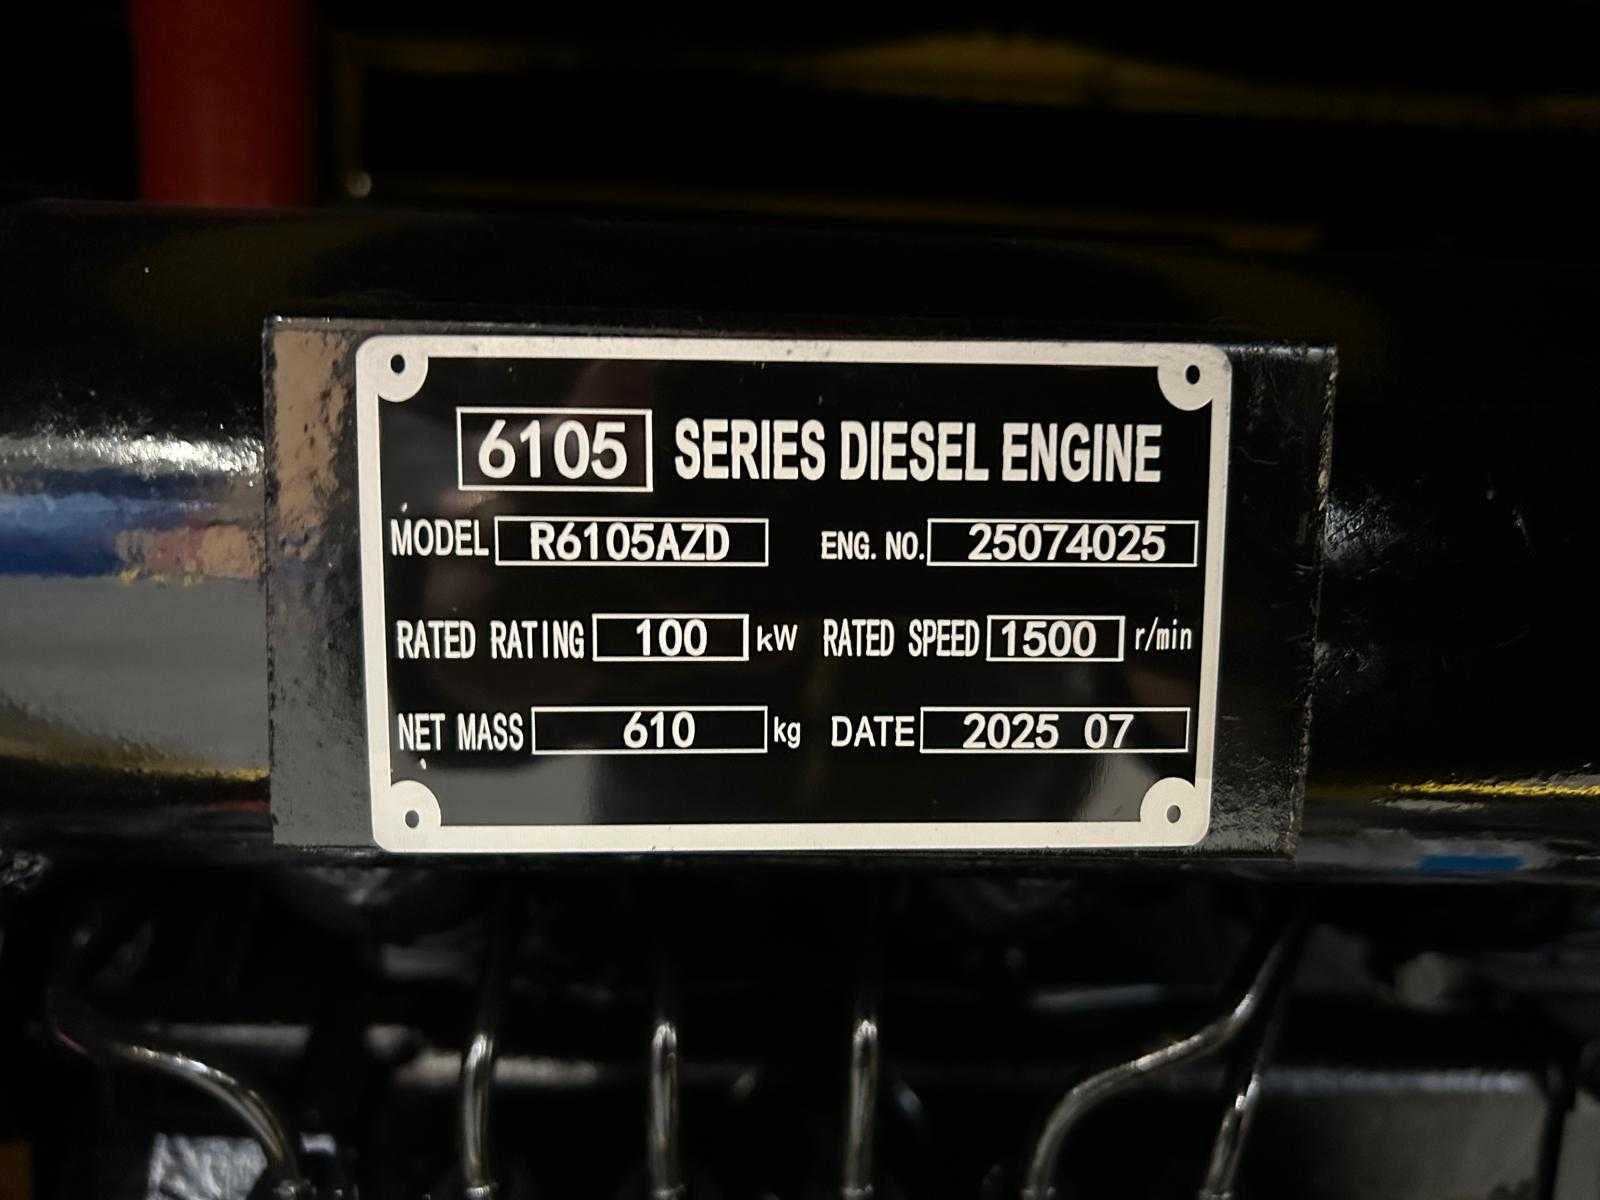 6105 SERIES DIESEL ENGINE
MODEL R6105AZD ENG. NO. 25074025
RATED RATING 100 kW RATED SPEED 1500 r/min
NET MASS 610 kg DATE 2025 07